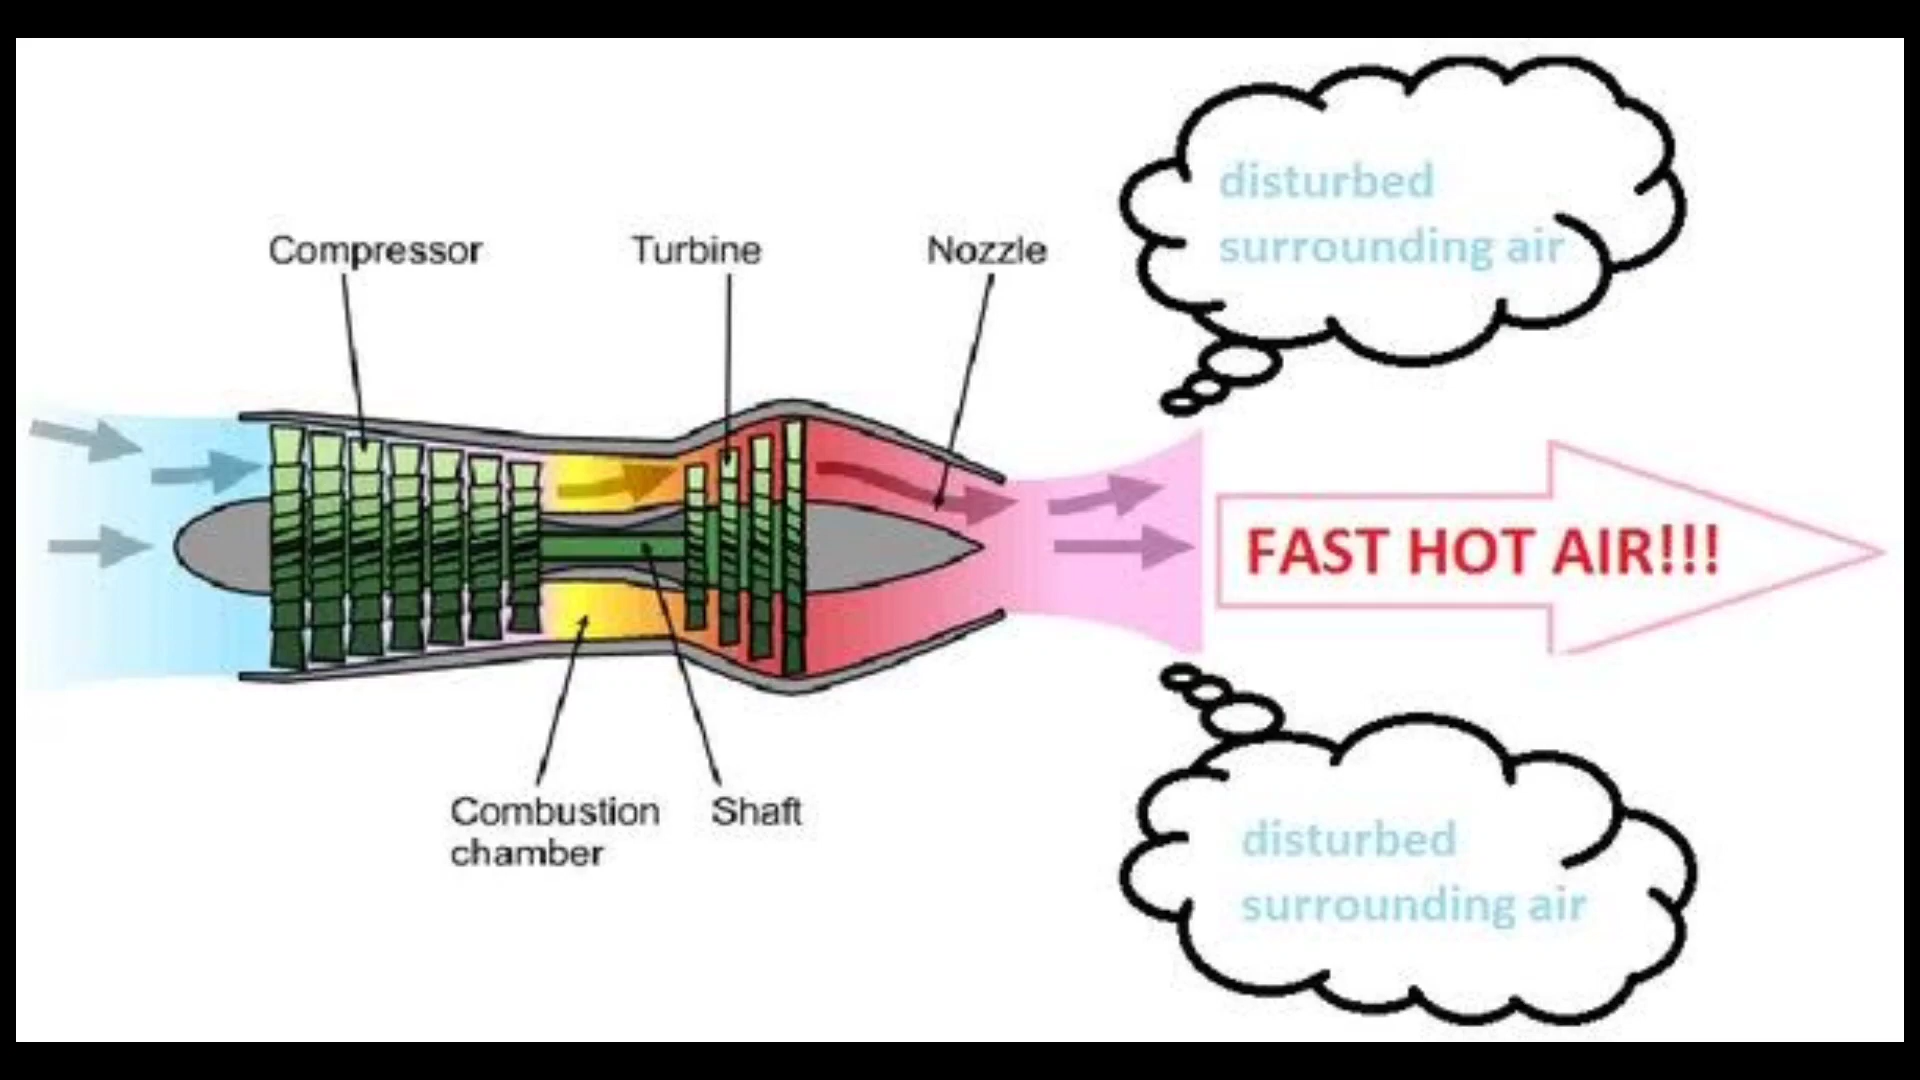 disturbed
surrounding air
Compressor
Turbine
Nozzle
FAST HOT AIR!!!
Combustion
chamber
Shaft
disturbed
surrounding air